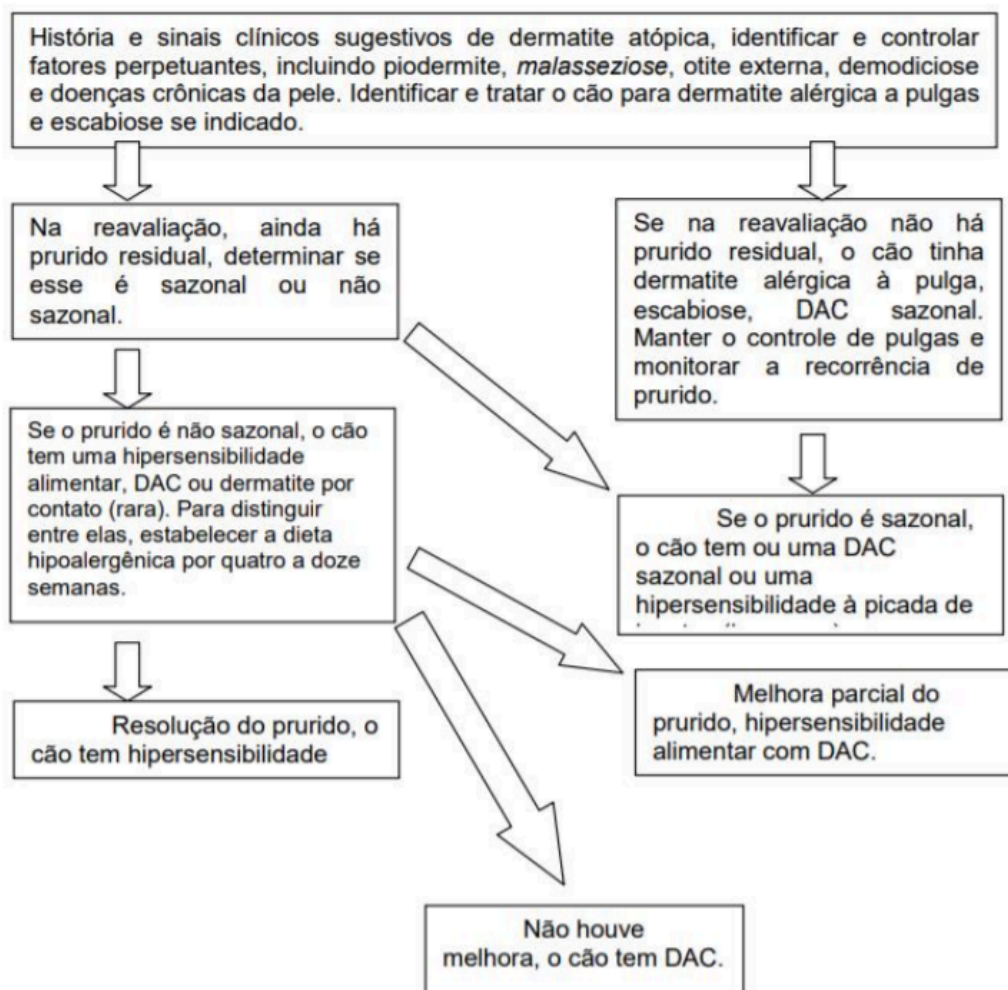 História e sinais clínicos sugestivos de dermatite atópica, identificar e controlar
fatores perpetuantes, incluindo piodermite, malasseziose, otite externa, demodiciose
e doenças crônicas da pele. Identificar e tratar o cão para dermatite alérgica a pulgas
e escabiose se indicado.
Na reavaliação, ainda há
prurido residual, determinar se
esse é sazonal ou não
sazonal.
Se na reavaliação não há
prurido residual, o cão tinha
dermatite alérgica à pulga,
escabiose, DAC sazonal.
Manter o controle de pulgas e
monitorar a recorrência de
prurido.
Se o prurido é não sazonal, o cão
tem uma hipersensibilidade
alimentar, DAC ou dermatite por
contato (rara). Para distinguir
entre elas, estabelecer a dieta
hipoalergênica por quatro a doze
semanas.
Se o prurido é sazonal,
o cão tem ou uma DAC
sazonal ou uma
hipersensibilidade à picada de
Resolução do prurido, o
cão tem hipersensibilidade
Melhora parcial do
prurido, hipersensibilidade
alimentar com DAC.
Não houve
melhora, o cão tem DAC.